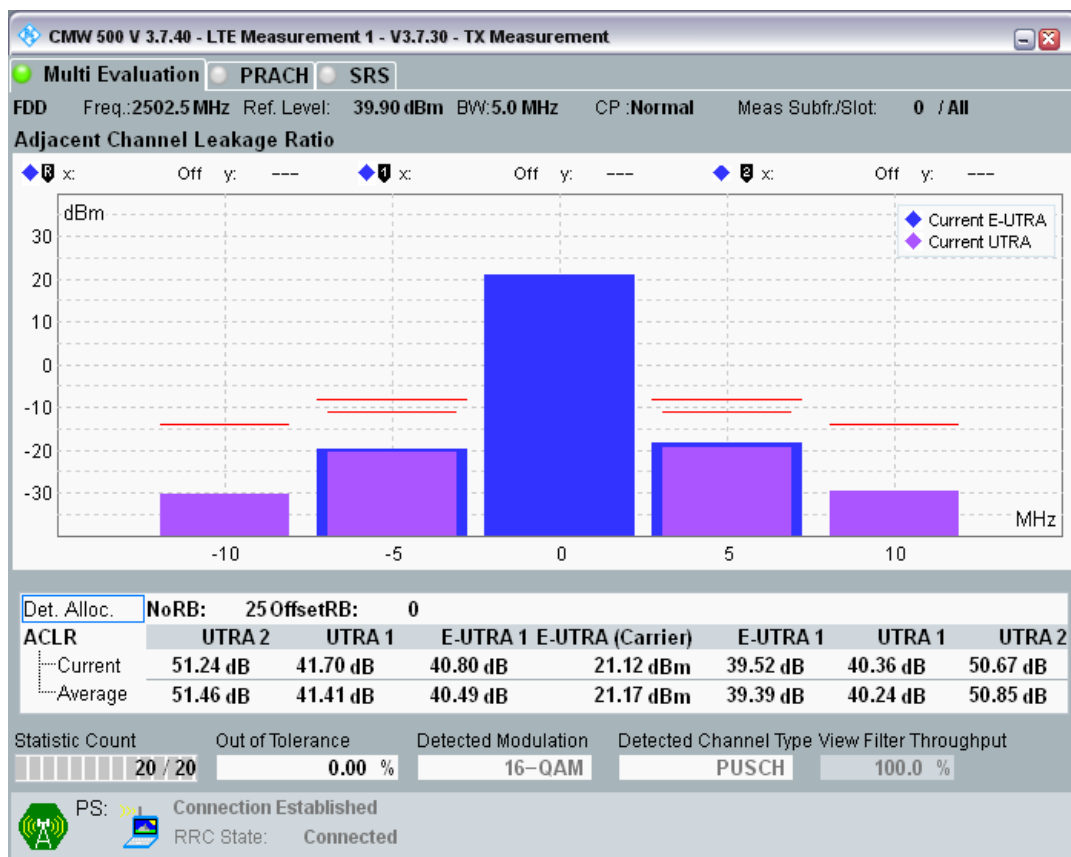 CMW 500 V 3.7.40 - LTE Measurement 1 - V3.7.30 - TX Measurement
Multi Evaluation PRACH SRS
FDD Freq.:2502.5 MHz Ref. Level: 39.90 dBm BW:5.0 MHz CP :Normal Meas Subfr./Slot: 0 / All
Adjacent Channel Leakage Ratio
R x: Off y: --- 1 x: Off y: --- 2 x: Off y: ---
dBm
Current E-UTRA
Current UTRA
30
20
10
0
-10
-20
-30
MHz
-10 -5 0 5 10
Det. Alloc. NoRB: 25 OffsetRB: 0
ACLR UTRA 2 UTRA 1 E-UTRA 1 E-UTRA (Carrier) E-UTRA 1 UTRA 1 UTRA 2
Current 51.24 dB 41.70 dB 40.80 dB 21.12 dBm 39.52 dB 40.36 dB 50.67 dB
Average 51.46 dB 41.41 dB 40.49 dB 21.17 dBm 39.39 dB 40.24 dB 50.85 dB
Statistic Count Out of Tolerance Detected Modulation Detected Channel Type View Filter Throughput
20 / 20 0.00 % 16-QAM PUSCH 100.0 %
PS: Connection Established
RRC State: Connected